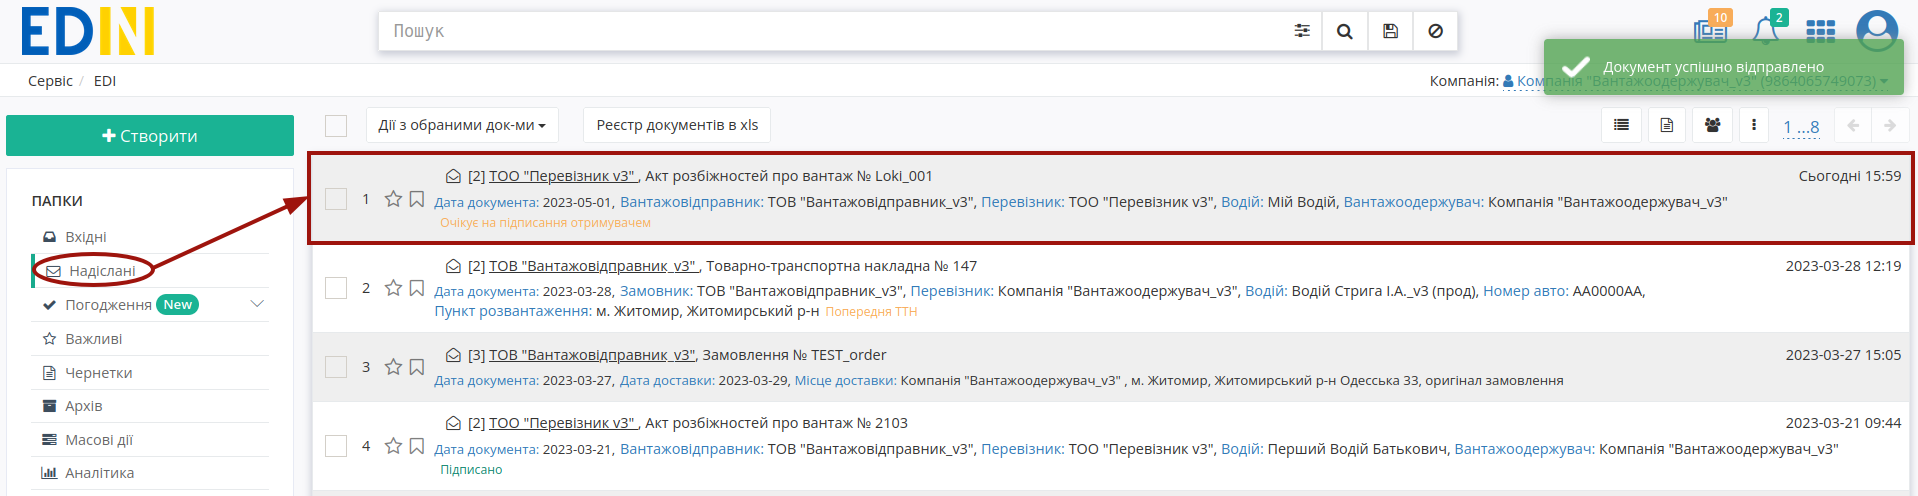 EDIN
Пошук
10
2
Документ успішно відправлено
Сервіс / EDI
Компанія: Компанія "Вантажоодержувач_v3" (9864065749073)
Створити
Дії з обраними док-ми
Реєстр документів в xls
1 ...8
ПАПКИ
Вхідні
Надіслані
Погодження New
Важливі
Чернетки
Архів
Масові дії
Аналітика
[2] ТОО "Перевізник v3" , Акт розбіжностей про вантаж № Loki_001 Сьогодні 15:59
1
Дата документа: 2023-05-01, Вантажовідправник: ТОВ "Вантажовідправник_v3", Перевізник: ТОО "Перевізник v3", Водій: Мій Водій, Вантажоодержувач: Компанія "Вантажоодержувач_v3"
Очікує на підписання отримувачем
[2] ТОВ "Вантажовідправник_v3" , Товарно-транспортна накладна № 147 2023-03-28 12:19
2
Дата документа: 2023-03-28, Замовник: ТОВ "Вантажовідправник_v3", Перевізник: Компанія "Вантажоодержувач_v3", Водій: Водій Стрига І.А._v3 (прод), Номер авто: АА0000АА,
Пункт розвантаження: м. Житомир, Житомирський р-н Попередня ТТН
[3] ТОВ "Вантажовідправник_v3", Замовлення № TEST_order 2023-03-27 15:05
3
Дата документа: 2023-03-27, Дата доставки: 2023-03-29, Місце доставки: Компанія "Вантажоодержувач_v3" , м. Житомир, Житомирський р-н Одесська 33, оригінал замовлення
[2] ТОО "Перевізник v3" , Акт розбіжностей про вантаж № 2103 2023-03-21 09:44
4
Дата документа: 2023-03-21, Вантажовідправник: ТОВ "Вантажовідправник_v3", Перевізник: ТОО "Перевізник v3", Водій: Перший Водій Батькович, Вантажоодержувач: Компанія "Вантажоодержувач_v3"
Підписано